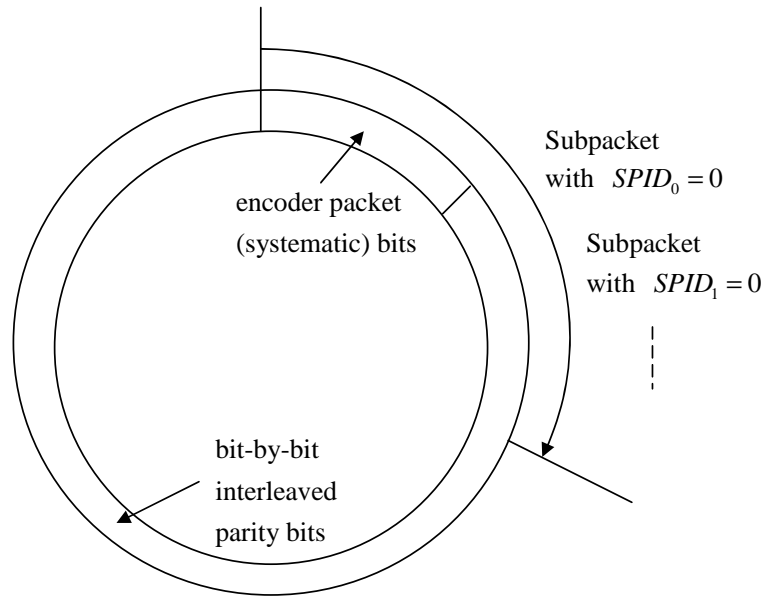 Subpacket
with SPID₀ = 0
encoder packet
(systematic) bits
Subpacket
with SPID₁ = 0
bit-by-bit
interleaved
parity bits